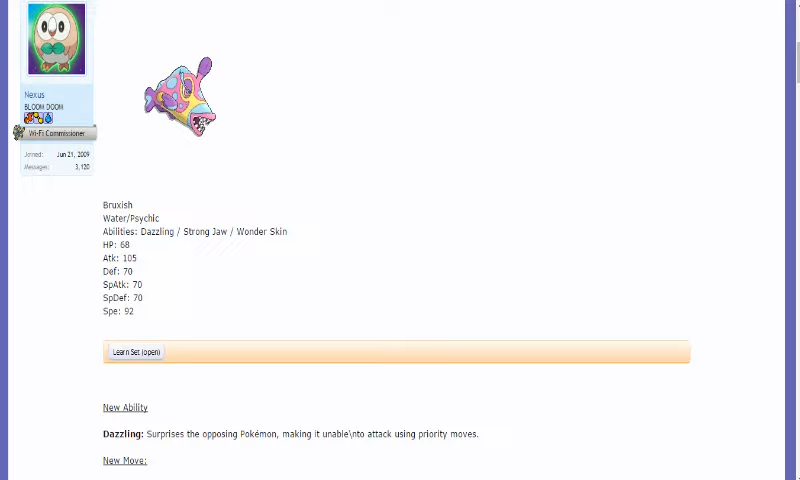 Nexus
BLOOM DOOM
Wi-Fi Commissioner
Joined: Jun 21, 2009
Messages: 3,120
Bruxish
Water/Psychic
Abilities: Dazzling / Strong Jaw / Wonder Skin
HP: 68
Atk: 105
Def: 70
SpAtk: 70
SpDef: 70
Spe: 92
Learn Set (open)
New Ability
Dazzling: Surprises the opposing Pokémon, making it unable\nto attack using priority moves.
New Move: